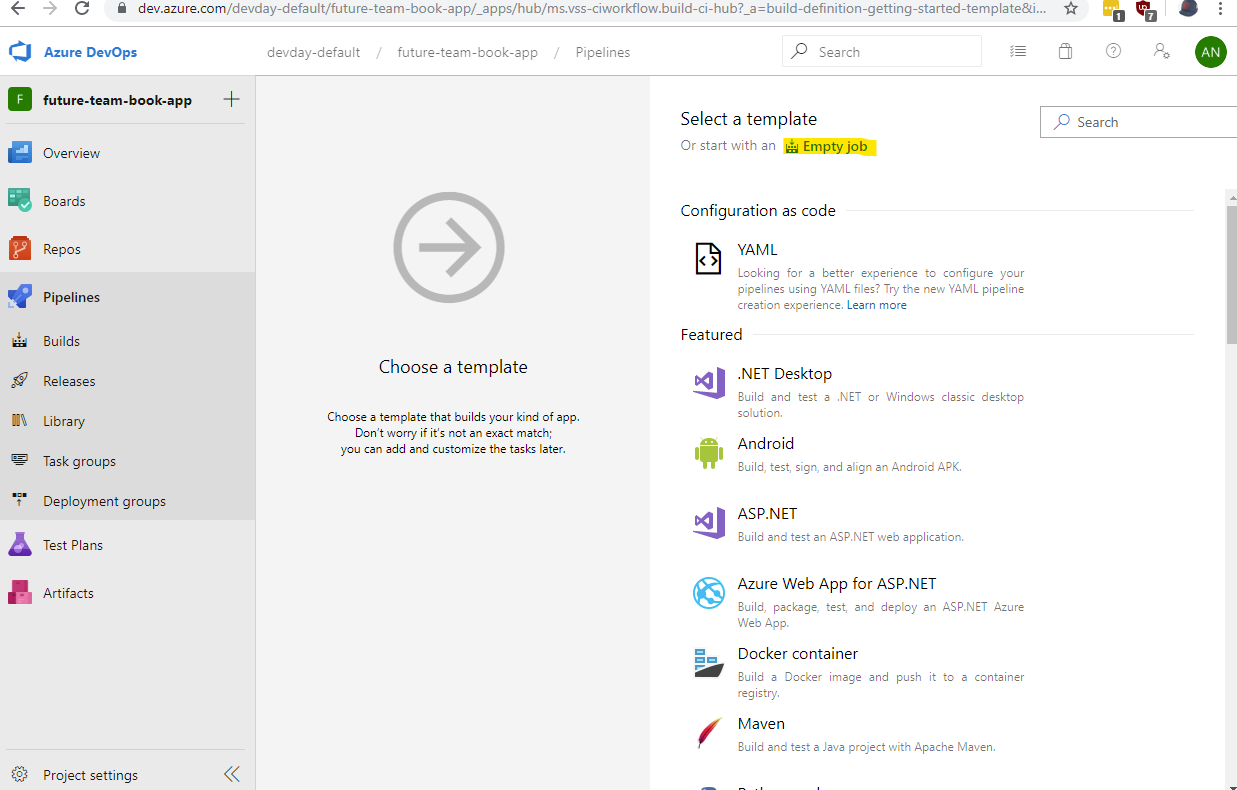 dev.azure.com/devday-default/future-team-book-app/_apps/hub/ms.vss-ciworkflow.build-ci-hub?_a=build-definition-getting-started-template&i...
1
7
Azure DevOps
devday-default / future-team-book-app / Pipelines
Search
AN
F
future-team-book-app
Overview
Boards
Repos
Pipelines
Builds
Releases
Library
Task groups
Deployment groups
Test Plans
Artifacts
Project settings
Choose a template
Choose a template that builds your kind of app.
Don't worry if it's not an exact match;
you can add and customize the tasks later.
Select a template
Or start with an Empty job
Search
Configuration as code
YAML
Looking for a better experience to configure your
pipelines using YAML files? Try the new YAML pipeline
creation experience. Learn more
Featured
.NET Desktop
Build and test a .NET or Windows classic desktop
solution.
Android
Build, test, sign, and align an Android APK.
ASP.NET
Build and test an ASP.NET web application.
Azure Web App for ASP.NET
Build, package, test, and deploy an ASP.NET Azure
Web App.
Docker container
Build a Docker image and push it to a container
registry.
Maven
Build and test a Java project with Apache Maven.